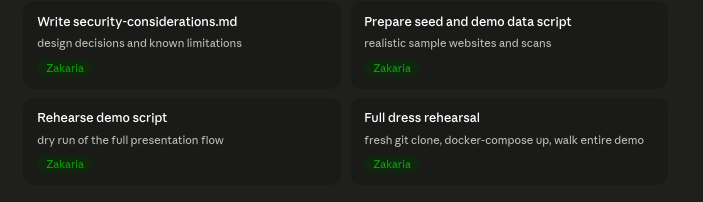 Write security-considerations.md
design decisions and known limitations
Zakaria
Prepare seed and demo data script
realistic sample websites and scans
Zakaria
Rehearse demo script
dry run of the full presentation flow
Zakaria
Full dress rehearsal
fresh git clone, docker-compose up, walk entire demo
Zakaria